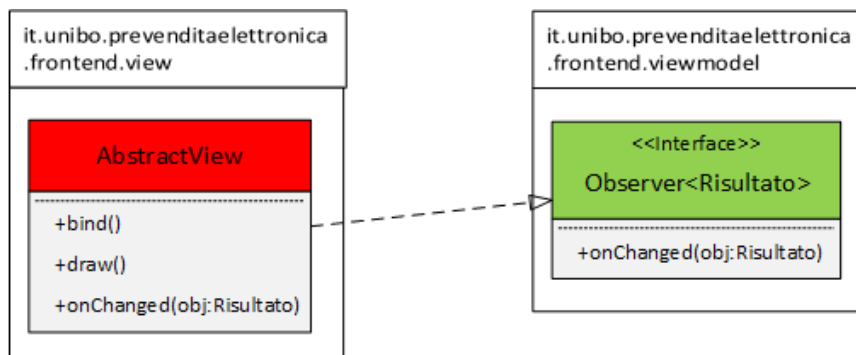 it.unibo.prevenditaelettronica
.frontend.view
AbstractView
+bind()
+draw()
+onChanged(obj:Risultato)
it.unibo.prevenditaelettronica
.frontend.viewmodel
<<Interface>>
Observer<Risultato>
+onChanged(obj:Risultato)